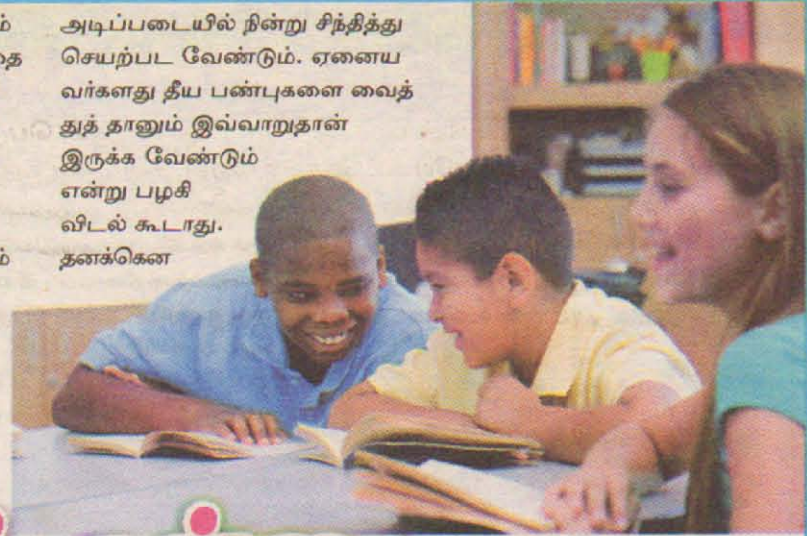 அடிப்படையில் நின்று சிந்தித்து
செயற்பட வேண்டும். ஏனைய
வர்களது தீய பண்புகளை வைத்
துத் தானும் இவ்வாறுதான்
இருக்க வேண்டும்
என்று பழகி
விடல் கூடாது.
தனக்கென